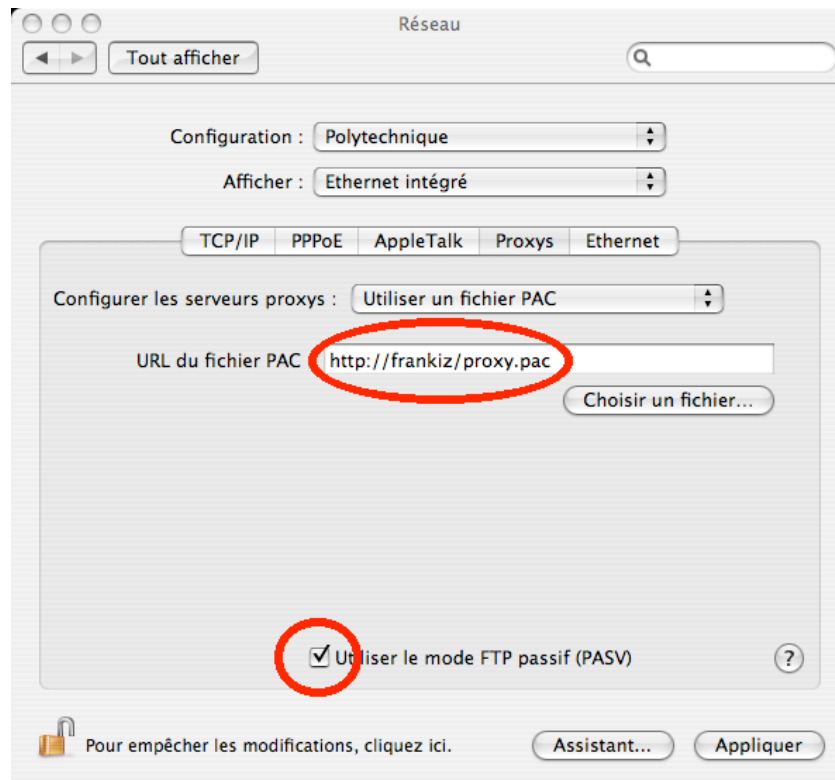 Réseau
Tout afficher
Configuration : Polytechnique
Afficher : Ethernet intégré
TCP/IP PPPoE AppleTalk Proxys Ethernet
Configurer les serveurs proxys : Utiliser un fichier PAC
URL du fichier PAC http://frankiz/proxy.pac
Choisir un fichier...
Utiliser le mode FTP passif (PASV) ?
Pour empêcher les modifications, cliquez ici. Assistant... Appliquer